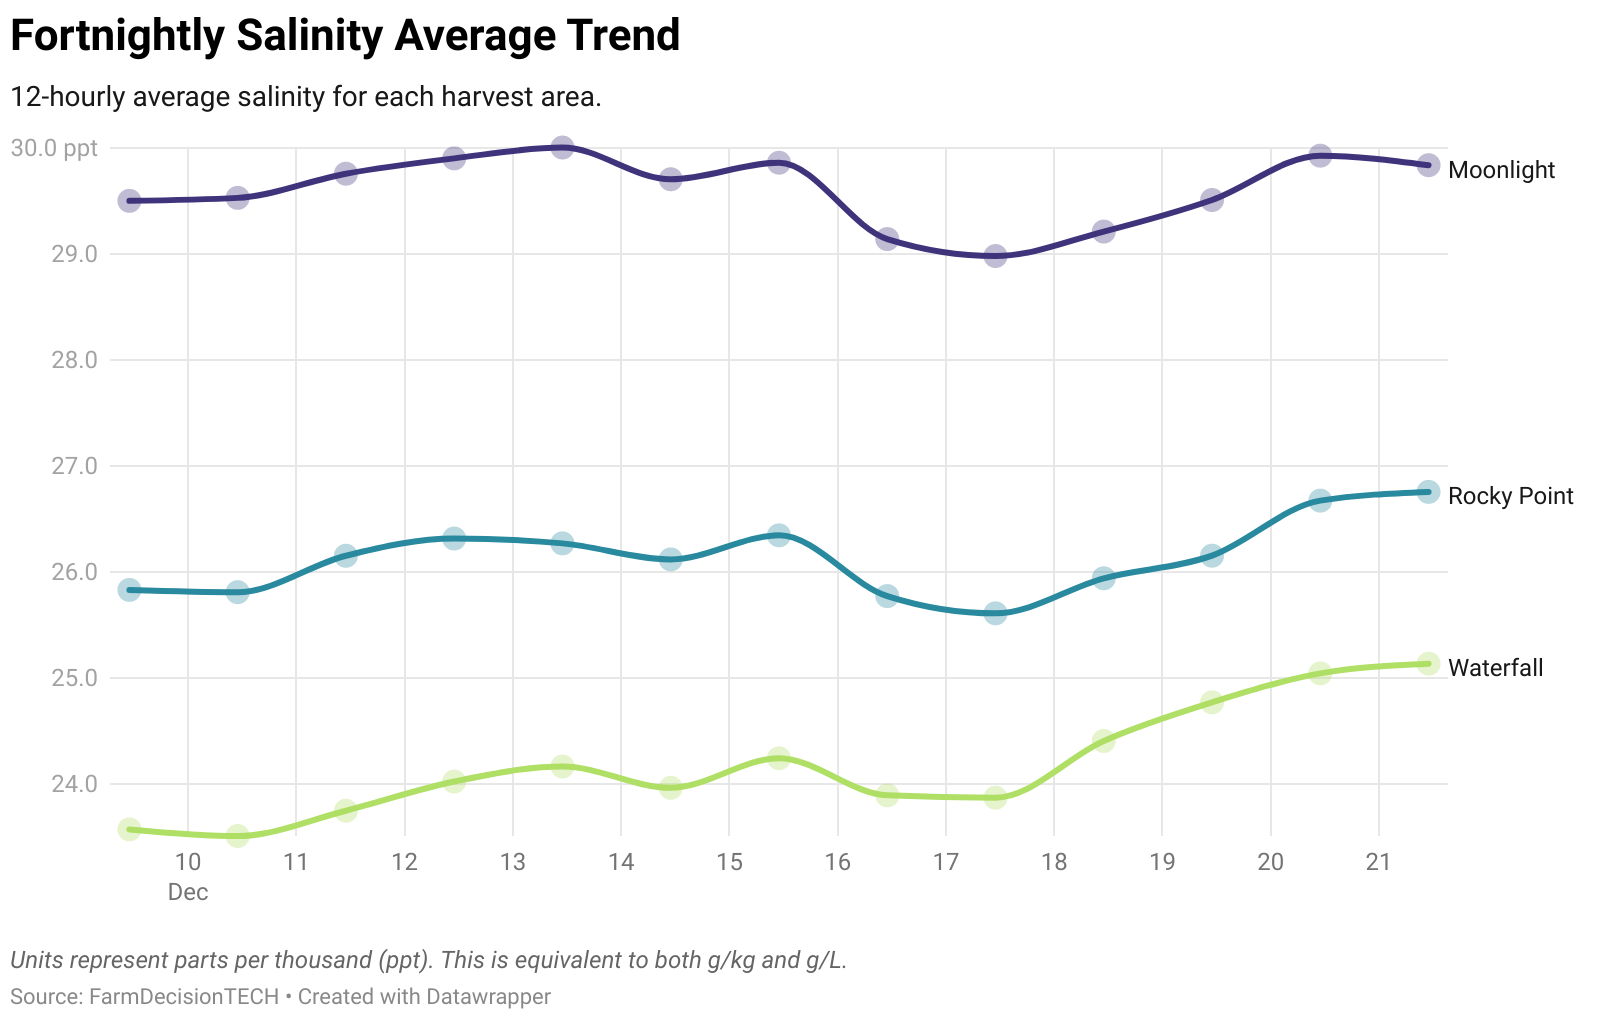 Fortnightly Salinity Average Trend
12-hourly average salinity for each harvest area.
30.0 ppt
Moonlight
29.0
28.0
27.0
Rocky Point
26.0
25.0
Waterfall
24.0
10 11 12 13 14 15 16 17 18 19 20 21
Dec
Units represent parts per thousand (ppt). This is equivalent to both g/kg and g/L.
Source: FarmDecisionTECH • Created with Datawrapper